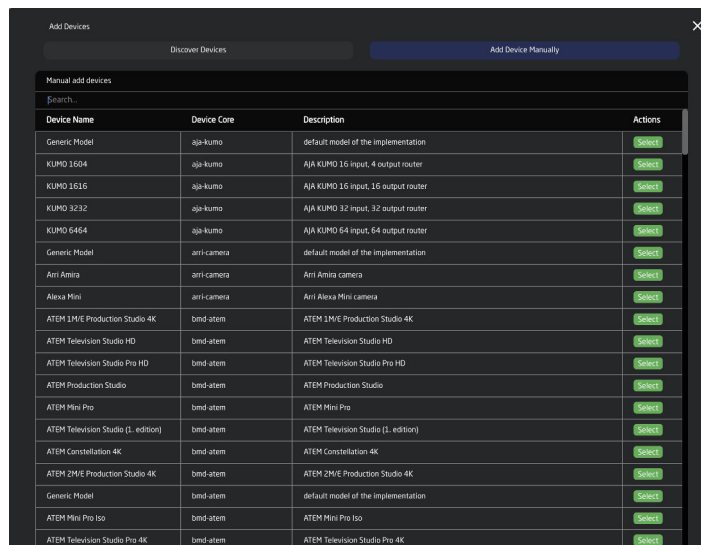 Add Devices
Discover Devices Add Device Manually
Manual add devices
Search...
Device Name Device Core Description Actions
Generic Model aja-kumo default model of the implementation Select
KUMO 1604 aja-kumo AJA KUMO 16 input, 4 output router Select
KUMO 1616 aja-kumo AJA KUMO 16 input, 16 output router Select
KUMO 3232 aja-kumo AJA KUMO 32 input, 32 output router Select
KUMO 6464 aja-kumo AJA KUMO 64 input, 64 output router Select
Generic Model arri-camera default model of the implementation Select
Arri Amira arri-camera Arri Amira camera Select
Alexa Mini arri-camera Arri Alexa Mini camera Select
ATEM 1M/E Production Studio 4K bmd-atem ATEM 1M/E Production Studio 4K Select
ATEM Television Studio HD bmd-atem ATEM Television Studio HD Select
ATEM Television Studio Pro HD bmd-atem ATEM Television Studio Pro HD Select
ATEM Production Studio bmd-atem ATEM Production Studio Select
ATEM Mini Pro bmd-atem ATEM Mini Pro Select
ATEM Television Studio (1. edition) bmd-atem ATEM Television Studio (1. edition) Select
ATEM Constellation 4K bmd-atem ATEM Constellation 4K Select
ATEM 2M/E Production Studio 4K bmd-atem ATEM 2M/E Production Studio 4K Select
Generic Model bmd-atem default model of the implementation Select
ATEM Mini Pro Iso bmd-atem ATEM Mini Pro Iso Select
ATEM Television Studio Pro 4K bmd-atem ATEM Television Studio Pro 4K Select